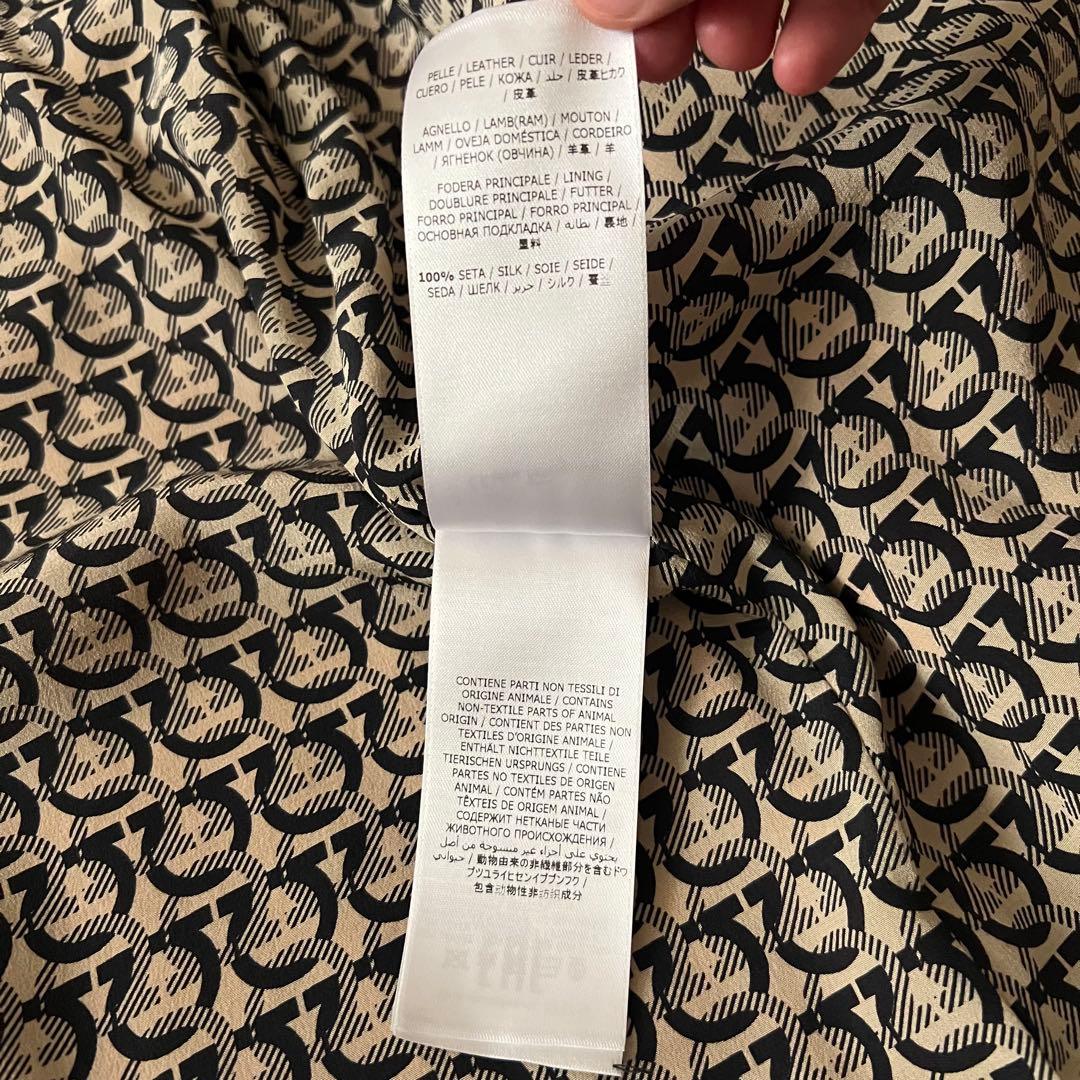 PELLE / LEATHER / CUIR / LEDER /
CUERO / PELE / КОЖА / جلد / 皮革ヒカワ
/ 皮革
AGNELLO / LAMB(RAM) / MOUTON /
LAMM / OVEJA DOMÉSTICA / CORDEIRO
/ ЯГНЕНОК (ОВЧИНА) / 羊革 / 羊
FODERA PRINCIPALE / LINING /
DOUBLURE PRINCIPALE / FUTTER /
FORRO PRINCIPAL / FORRO PRINCIPAL /
ОСНОВНАЯ ПОДКЛАДКА / بطانه / 裏地 /
里料
100% SETA / SILK / SOIE / SEIDE /
SEDA / ШЕЛК / حرير / シルク /
CONTIENE PARTI NON TESSILI DI
ORIGINE ANIMALE / CONTAINS
NON-TEXTILE PARTS OF ANIMAL
ORIGIN / CONTIENT DES PARTIES NON
TEXTILES D'ORIGINE ANIMALE /
ENTHÄLT NICHTTEXTILE TEILE
TIERISCHEN URSPRUNGS / CONTIENE
PARTES NO TEXTILES DE ORIGEN
ANIMAL / CONTÉM PARTES NÃO
TÊXTEIS DE ORIGEM ANIMAL /
СОДЕРЖИТ НЕТКАНЫЕ ЧАСТИ
ЖИВОТНОГО ПРОИСХОЖДЕНИЯ /
يحتوي على أجزاء غير منسوجة من أصل
حيواني / 動物由来の非繊維部分を含むドウ
ブツユライヒセンイブブンフク /
包含动物性非纺织成分